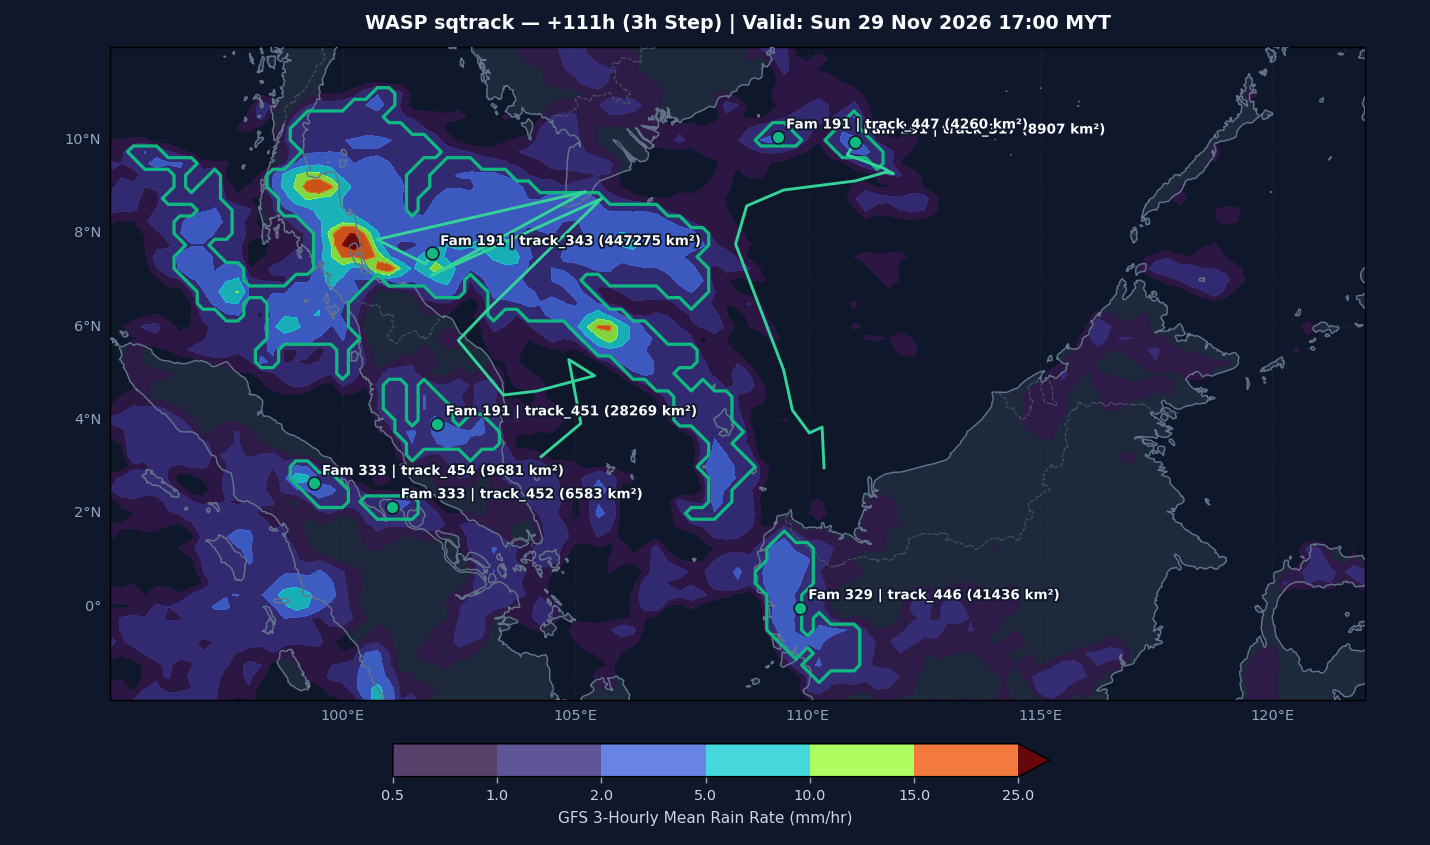 WASP sqtrack — +111h (3h Step) | Valid: Sun 29 Nov 2026 17:00 MYT
10°N
8°N
6°N
4°N
2°N
0°
Fam 191 | track_447 (4260 km²)
8907 km²)
Fam 191 | track_343 (447275 km²)
Fam 191 | track_451 (28269 km²)
Fam 333 | track_454 (9681 km²)
Fam 333 | track_452 (6583 km²)
Fam 329 | track_446 (41436 km²)
100°E 105°E 110°E 115°E 120°E
0.5 1.0 2.0 5.0 10.0 15.0 25.0
GFS 3-Hourly Mean Rain Rate (mm/hr)